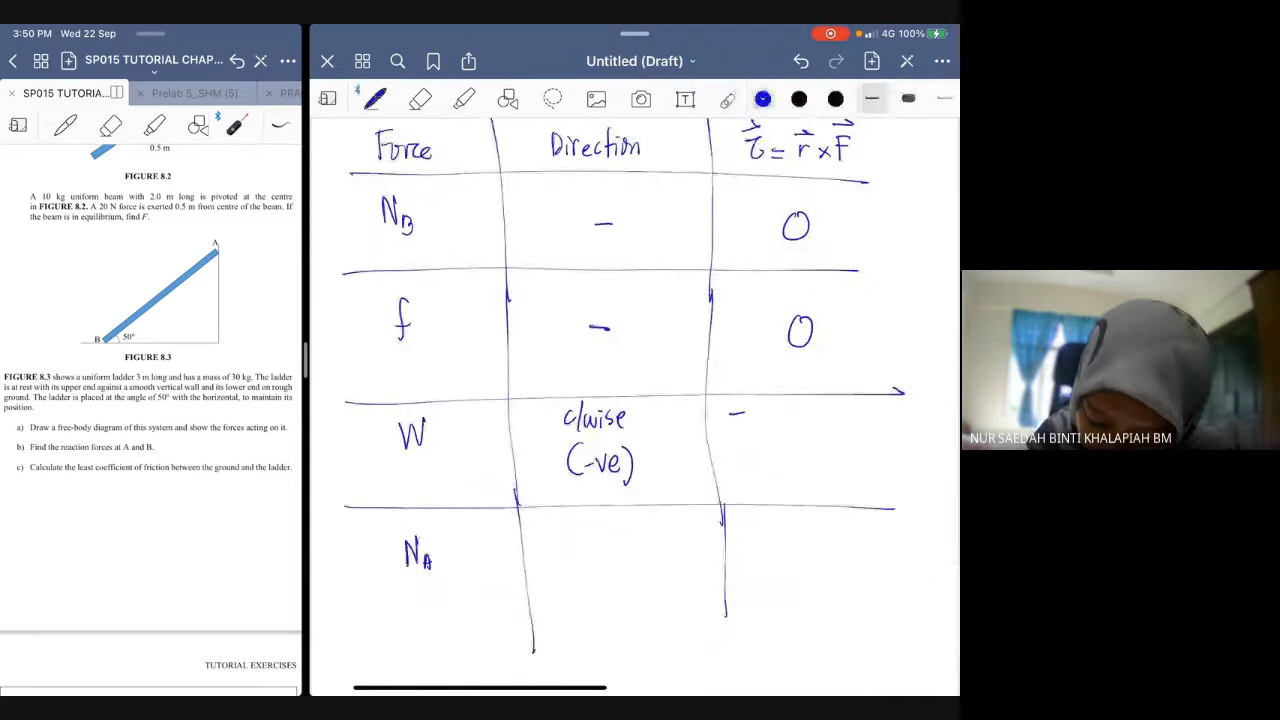 3:50 PM Wed 22 Sep
4G 100%
SP015 TUTORIAL CHAP...
Untitled (Draft)
SP015 TUTORIA...
Prelab 5_SHM (5)
PRA
0.5 m
FIGURE 8.2
A 10 kg uniform beam with 2.0 m long is pivoted at the centre
in FIGURE 8.2. A 20 N force is exerted 0.5 m from centre of the beam. If
the beam is in equilibrium, find F.
A
B
50°
FIGURE 8.3
FIGURE 8.3 shows a uniform ladder 3 m long and has a mass of 30 kg. The ladder
is at rest with its upper end against a smooth vertical wall and its lower end on rough
ground. The ladder is placed at the angle of 50° with the horizontal, to maintain its
position.
a) Draw a free-body diagram of this system and show the forces acting on it.
b) Find the reaction forces at A and B.
c) Calculate the least coefficient of friction between the ground and the ladder.
TUTORIAL EXERCISES
Force Direction τ⃗ = r⃗ × F⃗
N_B - 0
f - 0
W c/wise -
(-ve)
N_A
NUR SAEDAH BINTI KHALAPIAH BM